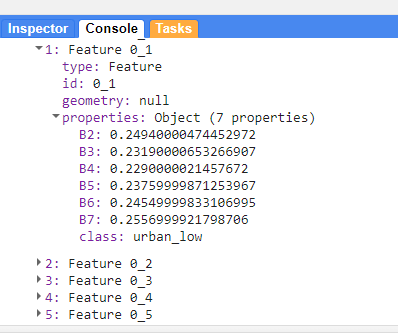 Inspector Console Tasks
1: Feature 0_1
type: Feature
id: 0_1
geometry: null
properties: Object (7 properties)
B2: 0.24940000474452972
B3: 0.23190000653266907
B4: 0.2290000021457672
B5: 0.23759999871253967
B6: 0.24549999833106995
B7: 0.2556999921798706
class: urban_low
2: Feature 0_2
3: Feature 0_3
4: Feature 0_4
5: Feature 0_5